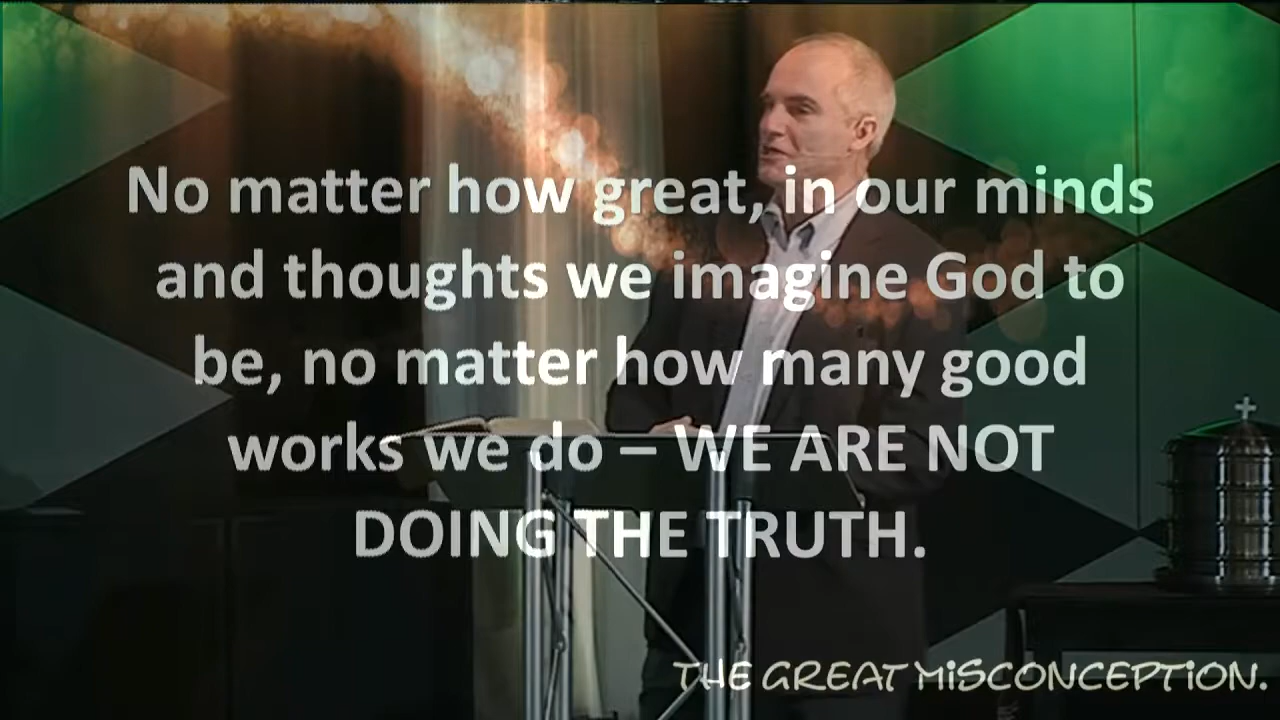 No matter how great, in our minds
and thoughts we imagine God to
be, no matter how many good
works we do – WE ARE NOT
DOING THE TRUTH.
THE GREAT MISCONCEPTION.